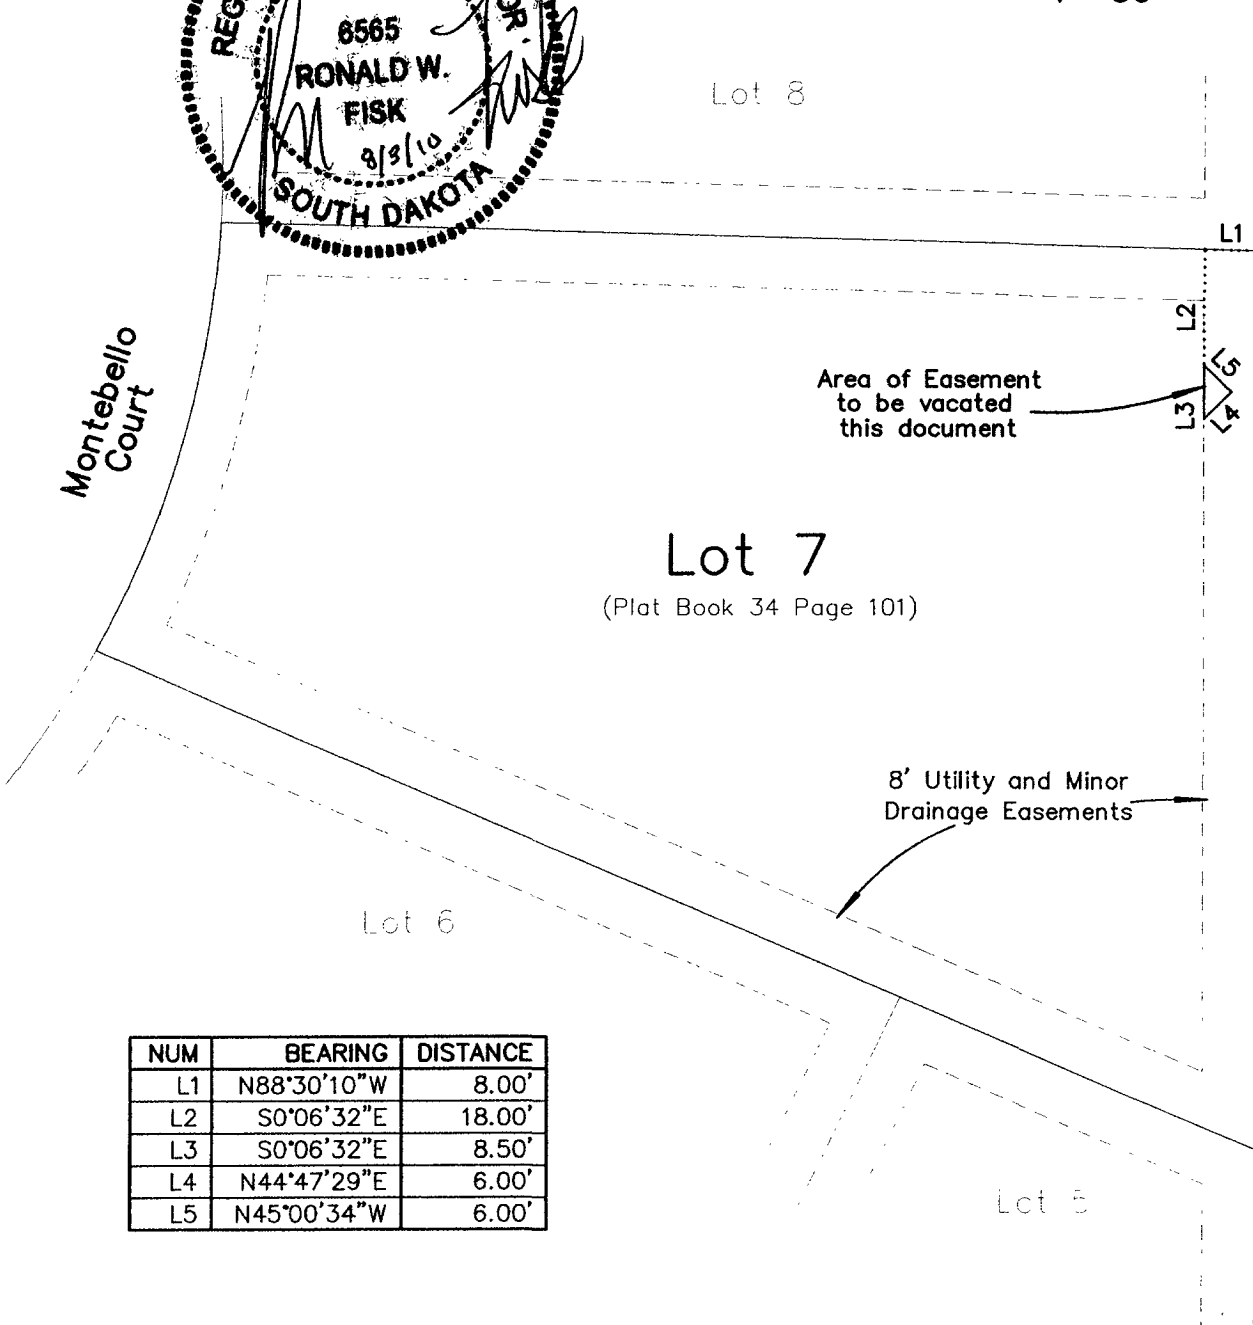 6565
RONALD W.
FISK
8/3/10
SOUTH DAKOTA
Lot 8
L1
L2
L5
Area of Easement
to be vacated
this document
L3
L4
Montebello
Court
Lot 7
(Plat Book 34 Page 101)
8' Utility and Minor
Drainage Easements
Lot 6
NUM BEARING DISTANCE
L1 N88°30'10"W 8.00'
L2 S0°06'32"E 18.00'
L3 S0°06'32"E 8.50'
L4 N44°47'29"E 6.00'
L5 N45°00'34"W 6.00'
Lot 5